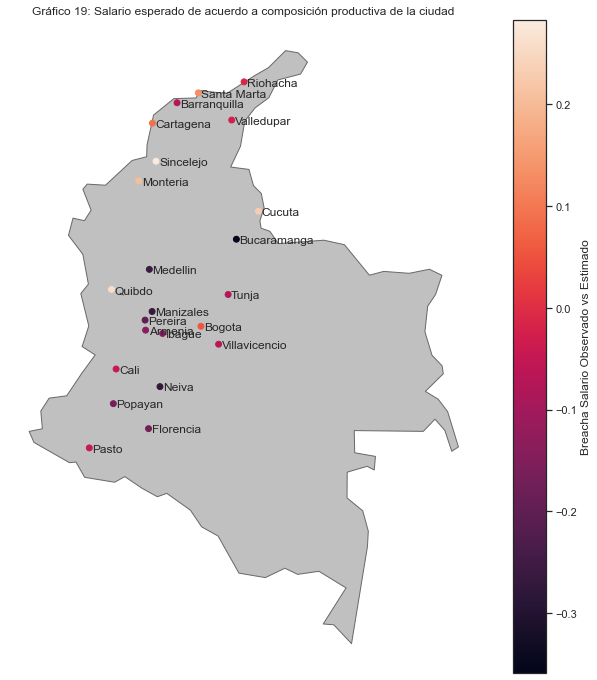 Gráfico 19: Salario esperado de acuerdo a composición productiva de la ciudad
Riohacha
Santa Marta
Barranquilla
Cartagena
Valledupar
Sincelejo
Monteria
Cucuta
Bucaramanga
Medellin
Quibdo
Tunja
Manizales
Pereira
Armenia
Ibague
Bogota
Villavicencio
Cali
Neiva
Popayan
Florencia
Pasto
0.2
0.1
0.0
−0.1
−0.2
−0.3
Breacha Salario Observado vs Estimado